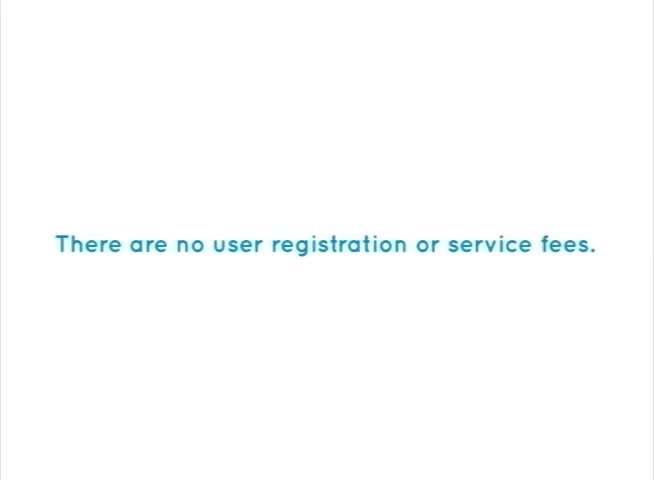 There are no user registration or service fees.